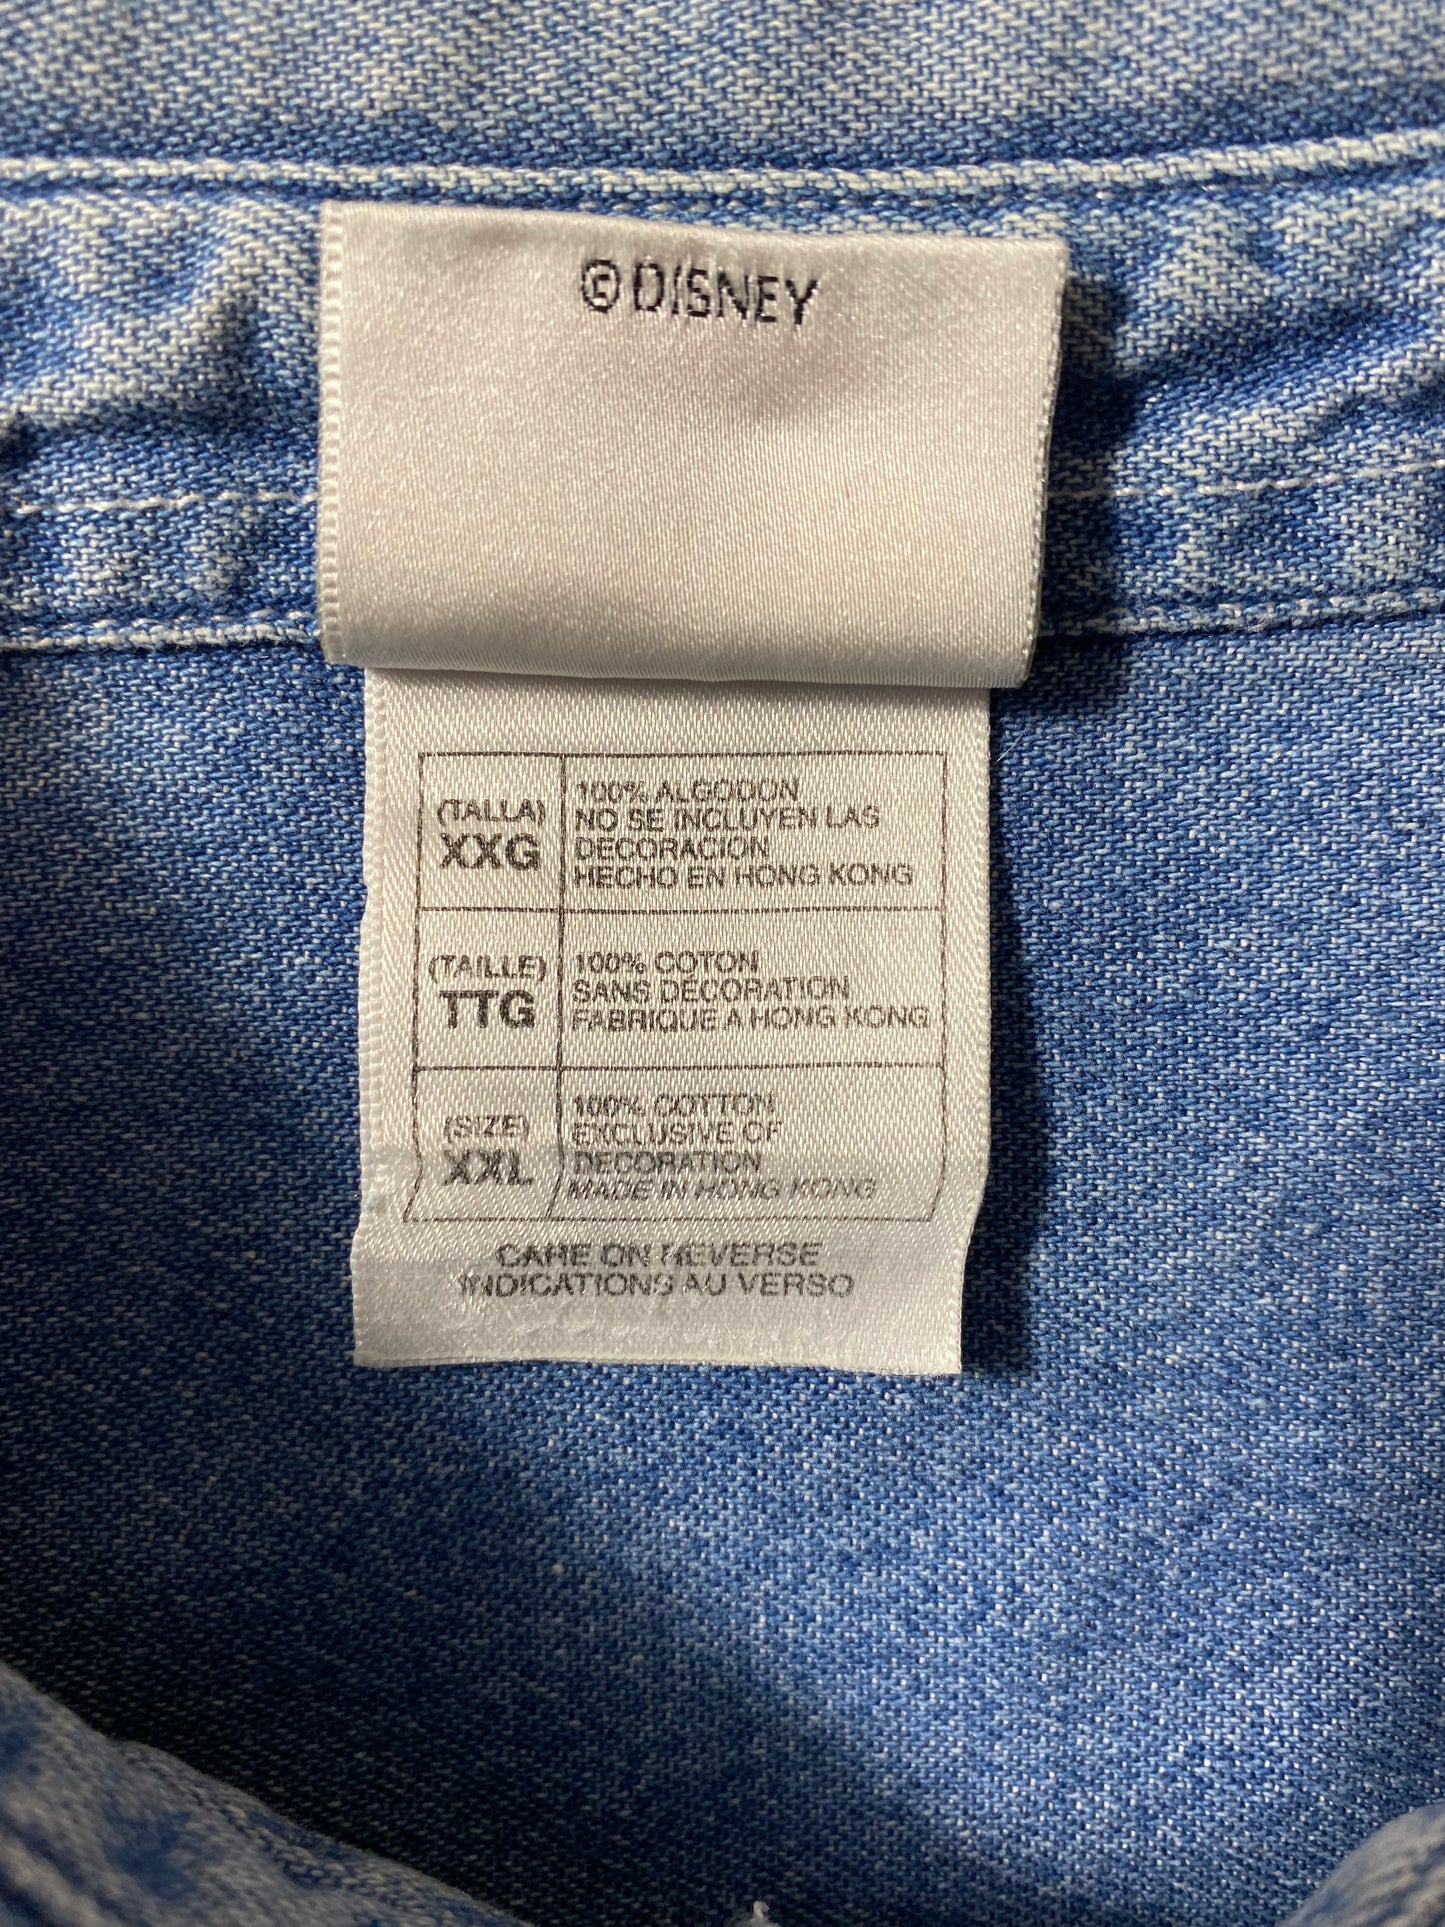 ©DISNEY
(TALLA)
XXG
100% ALGODON
NO SE INCLUYEN LAS
DECORACION
HECHO EN HONG KONG
(TAILLE)
TTG
100% COTON
SANS DECORATION
FABRIQUE A HONG KONG
(SIZE)
XXL
100% COTTON
EXCLUSIVE OF
DECORATION
MADE IN HONG KONG
CARE ON REVERSE
INDICATIONS AU VERSO